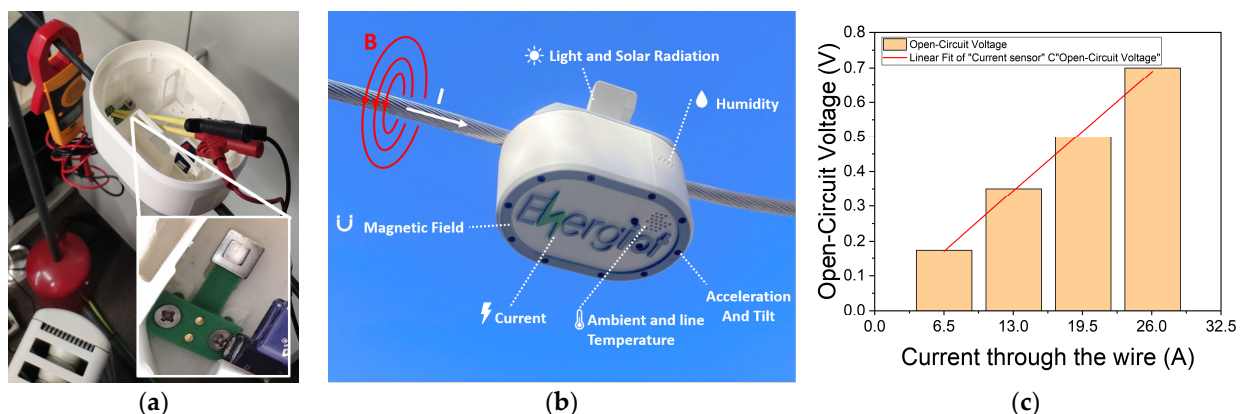 B
I
Light and Solar Radiation
Humidity
Magnetic Field
Energiot
Current
Ambient and line
Temperature
Acceleration
And Tilt
Open-Circuit Voltage
Linear Fit of "Current sensor" C"Open-Circuit Voltage"
Open-Circuit Voltage (V)
0.8
0.7
0.6
0.5
0.4
0.3
0.2
0.1
0.0
0.0 6.5 13.0 19.5 26.0 32.5
Current through the wire (A)
(a) (b) (c)